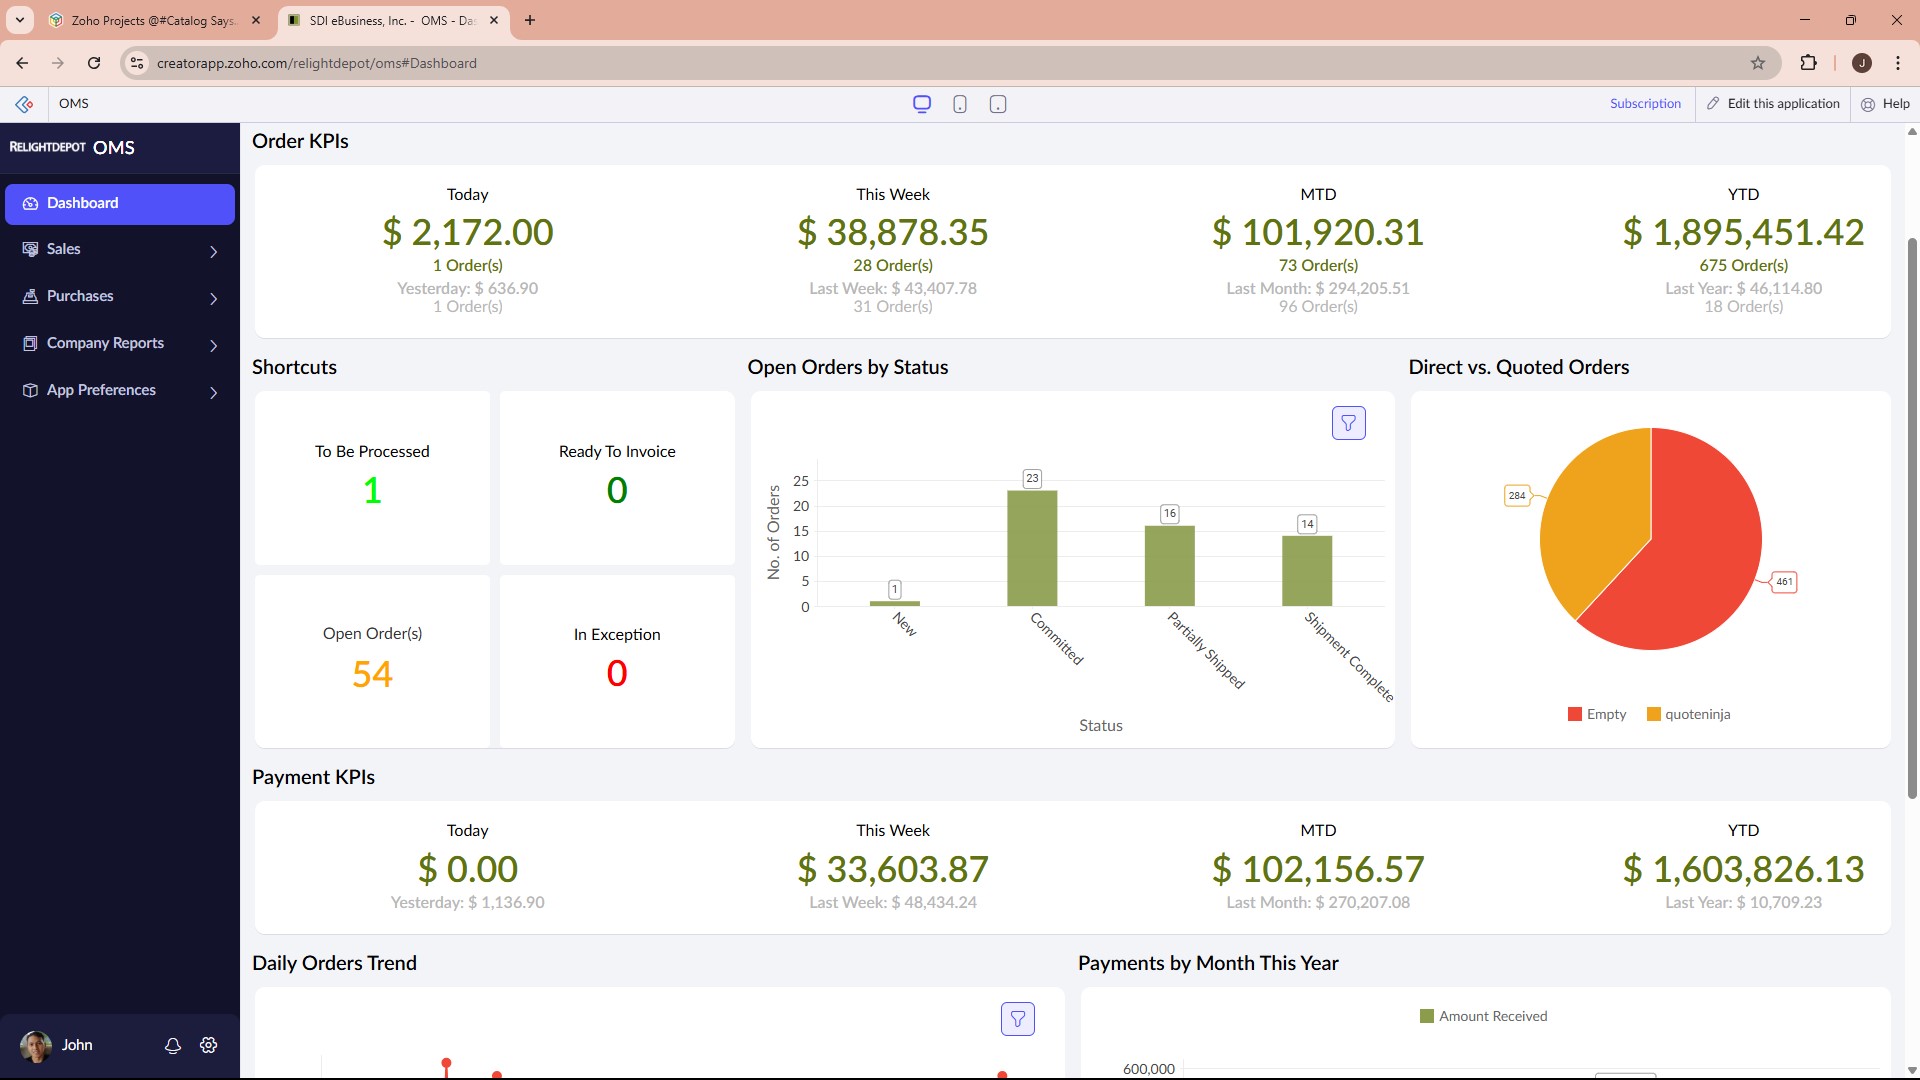 Zoho Projects @#Catalog Says
SDI eBusiness, Inc. - OMS - Da
creatorapp.zoho.com/relightdepot/oms#Dashboard
J
OMS
Subscription
Edit this application
Help
RELIGHTDEPOT OMS
Dashboard
Sales
Purchases
Company Reports
App Preferences
John
Order KPIs
Today
$ 2,172.00
1 Order(s)
Yesterday: $ 636.90
1 Order(s)
This Week
$ 38,878.35
28 Order(s)
Last Week: $ 43,407.78
31 Order(s)
MTD
$ 101,920.31
73 Order(s)
Last Month: $ 294,205.51
96 Order(s)
YTD
$ 1,895,451.42
675 Order(s)
Last Year: $ 46,114.80
18 Order(s)
Shortcuts
To Be Processed
1
Ready To Invoice
0
Open Order(s)
54
In Exception
0
Open Orders by Status
No. of Orders
25
20
15
10
5
0
1
23
16
14
New
Committed
Partially Shipped
Shipment Complete
Status
Direct vs. Quoted Orders
284
461
Empty
quoteninja
Payment KPIs
Today
$ 0.00
Yesterday: $ 1,136.90
This Week
$ 33,603.87
Last Week: $ 48,434.24
MTD
$ 102,156.57
Last Month: $ 270,207.08
YTD
$ 1,603,826.13
Last Year: $ 10,709.23
Daily Orders Trend
Payments by Month This Year
Amount Received
600,000